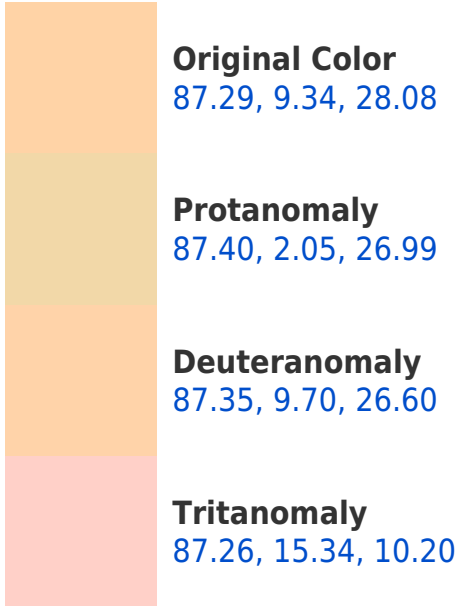 Original Color
87.29, 9.34, 28.08
Protanomaly
87.40, 2.05, 26.99
Deuteranomaly
87.35, 9.70, 26.60
Tritanomaly
87.26, 15.34, 10.20